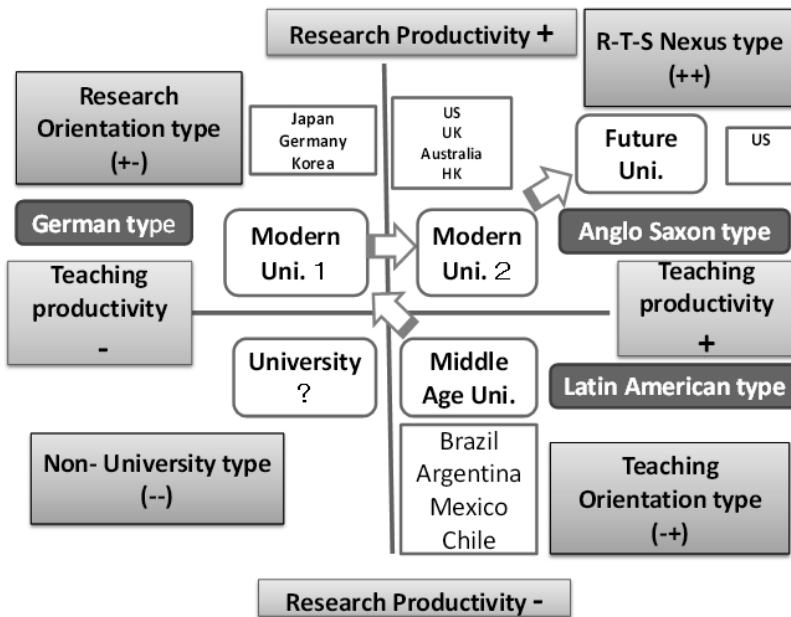 Research Productivity +
R-T-S Nexus type
(++)
Research
Orientation type
(+-)
Japan
Germany
Korea
US
UK
Australia
HK
Future
Uni.
US
German type
Modern
Uni. 1
Modern
Uni. 2
Anglo Saxon type
Teaching
productivity
-
Teaching
productivity
+
University
?
Middle
Age Uni.
Latin American type
Non- University type
(--)
Brazil
Argentina
Mexico
Chile
Teaching
Orientation type
(-+)
Research Productivity -